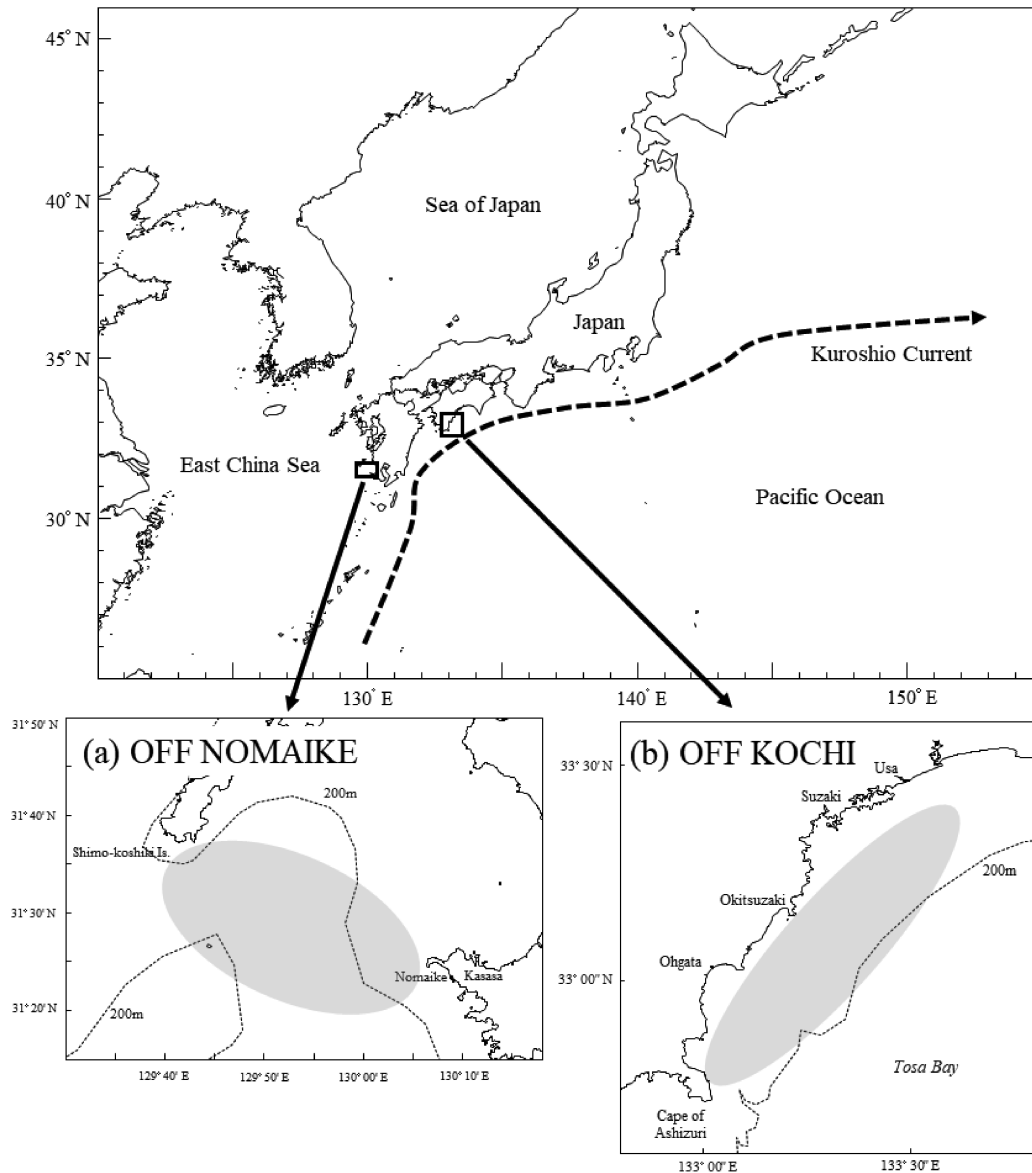 45° N
40° N
35° N
30° N
Sea of Japan
Japan
Kuroshio Current
East China Sea
Pacific Ocean
130° E
140° E
150° E
(a) OFF NOMAIKE
31° 50' N
31° 40' N
31° 30' N
31° 20' N
200m
Shimo-koshiki Is.
Nomaike
Kasasa
200m
129° 40' E
129° 50' E
130° 00' E
130° 10' E
(b) OFF KOCHI
33° 30'' N
33° 00'' N
Usa
Suzaki
200m
Okitsuzaki
Ohgata
Tosa Bay
Cape of
Ashizuri
133° 00' E
133° 30' E